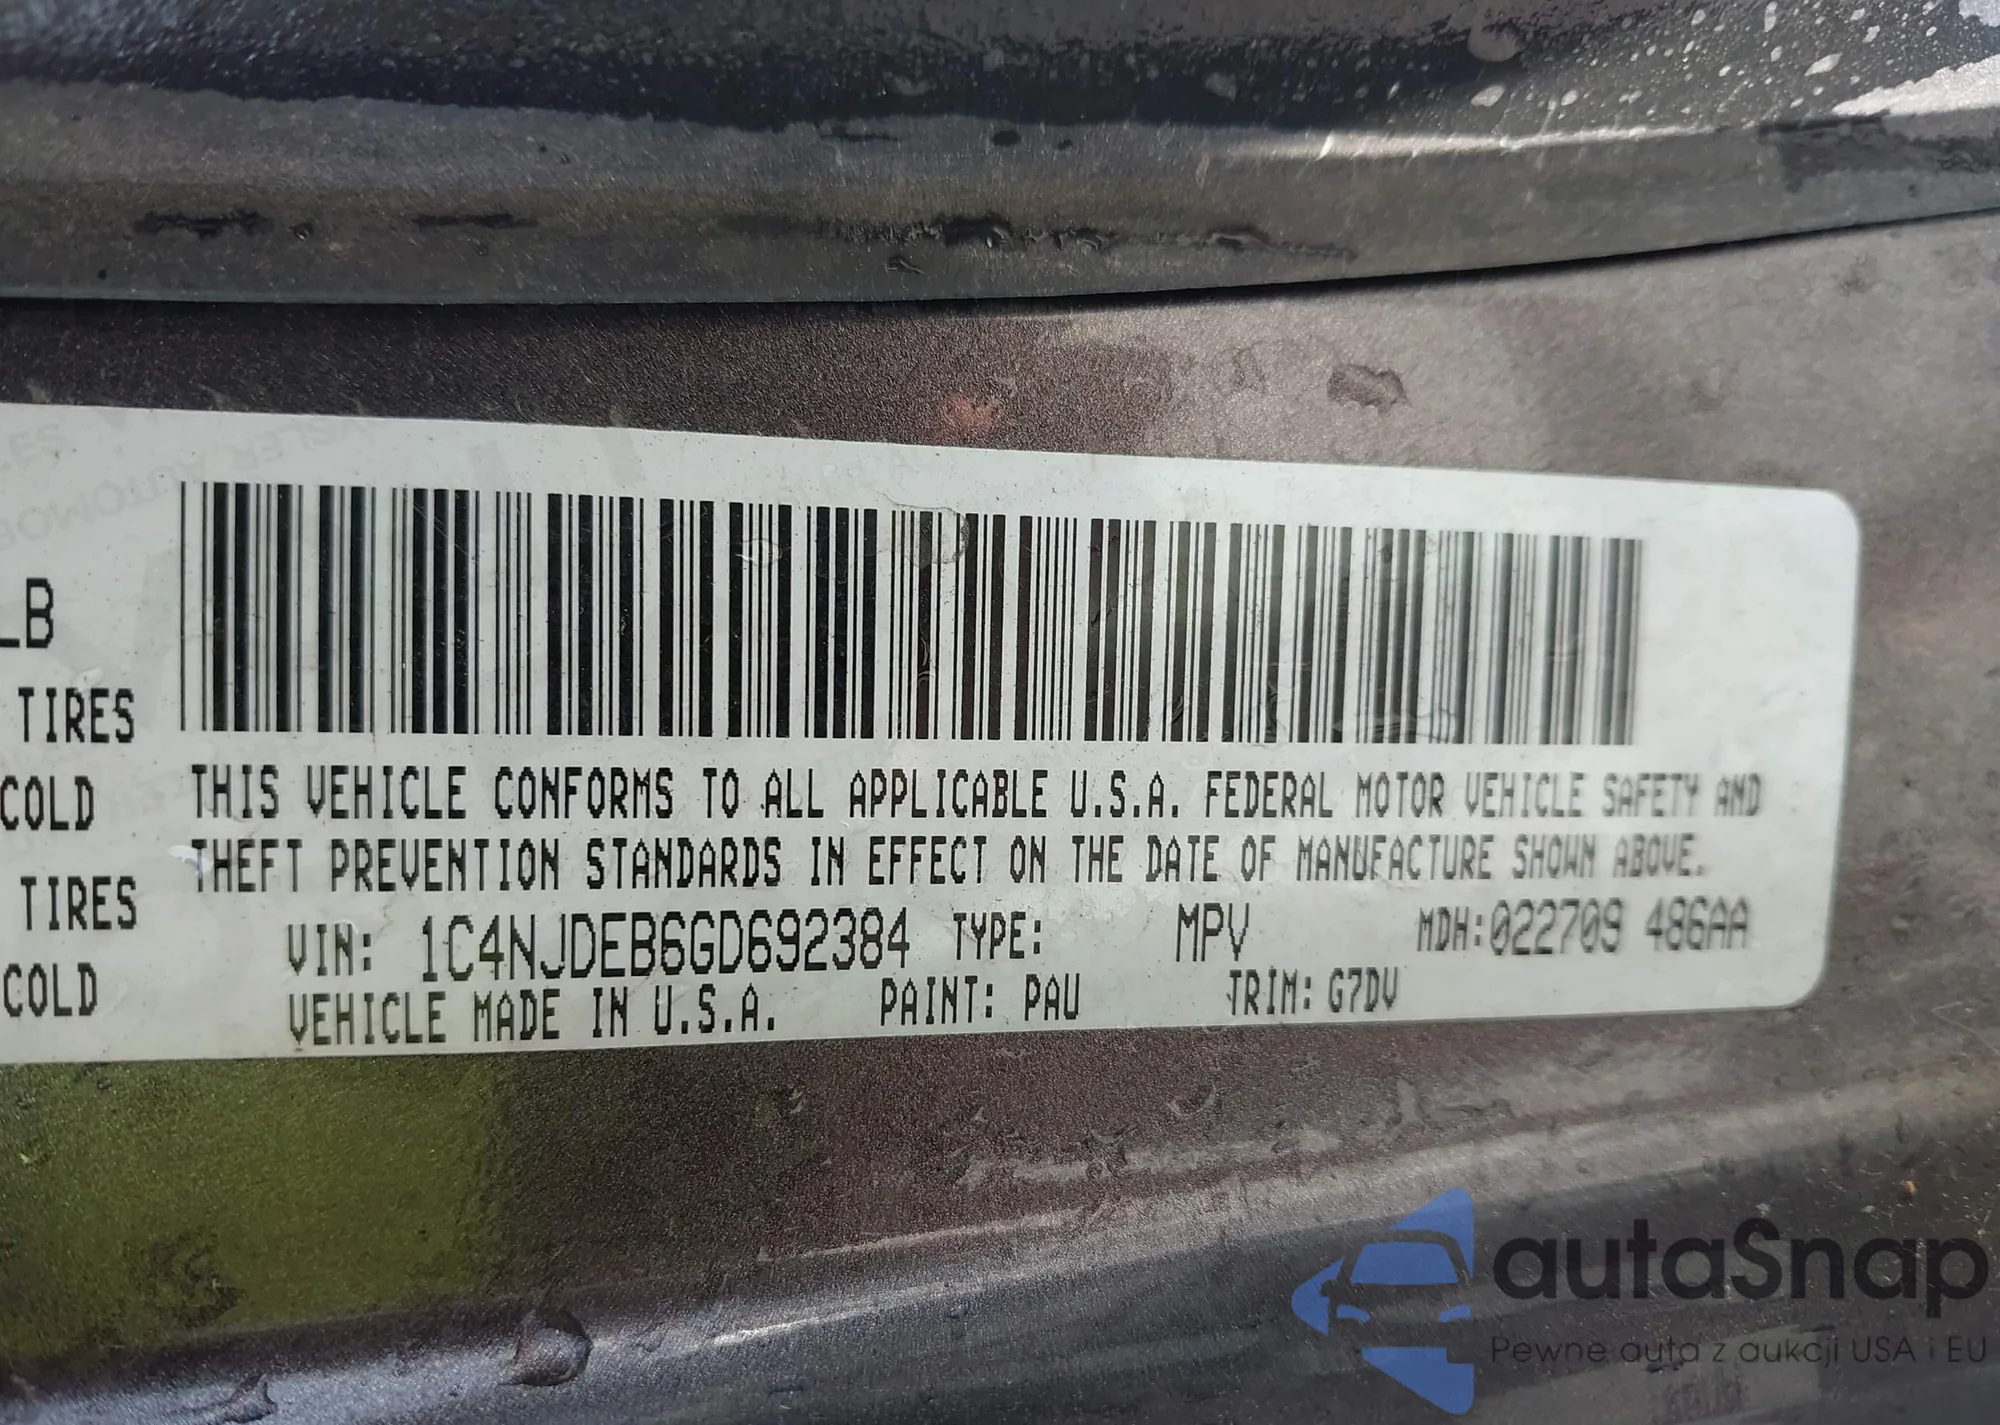 LB
TIRES
COLD
TIRES
COLD
THIS VEHICLE CONFORMS TO ALL APPLICABLE U.S.A. FEDERAL MOTOR VEHICLE SAFETY AND
THEFT PREVENTION STANDARDS IN EFFECT ON THE DATE OF MANUFACTURE SHOWN ABOVE.
VIN: 1C4NJDEB6GD692384 TYPE: MPV MDH:022709 486AA
VEHICLE MADE IN U.S.A. PAINT: PAU TRIM: G7DV
autaSnap
Pewne auta z aukcji USA i EU